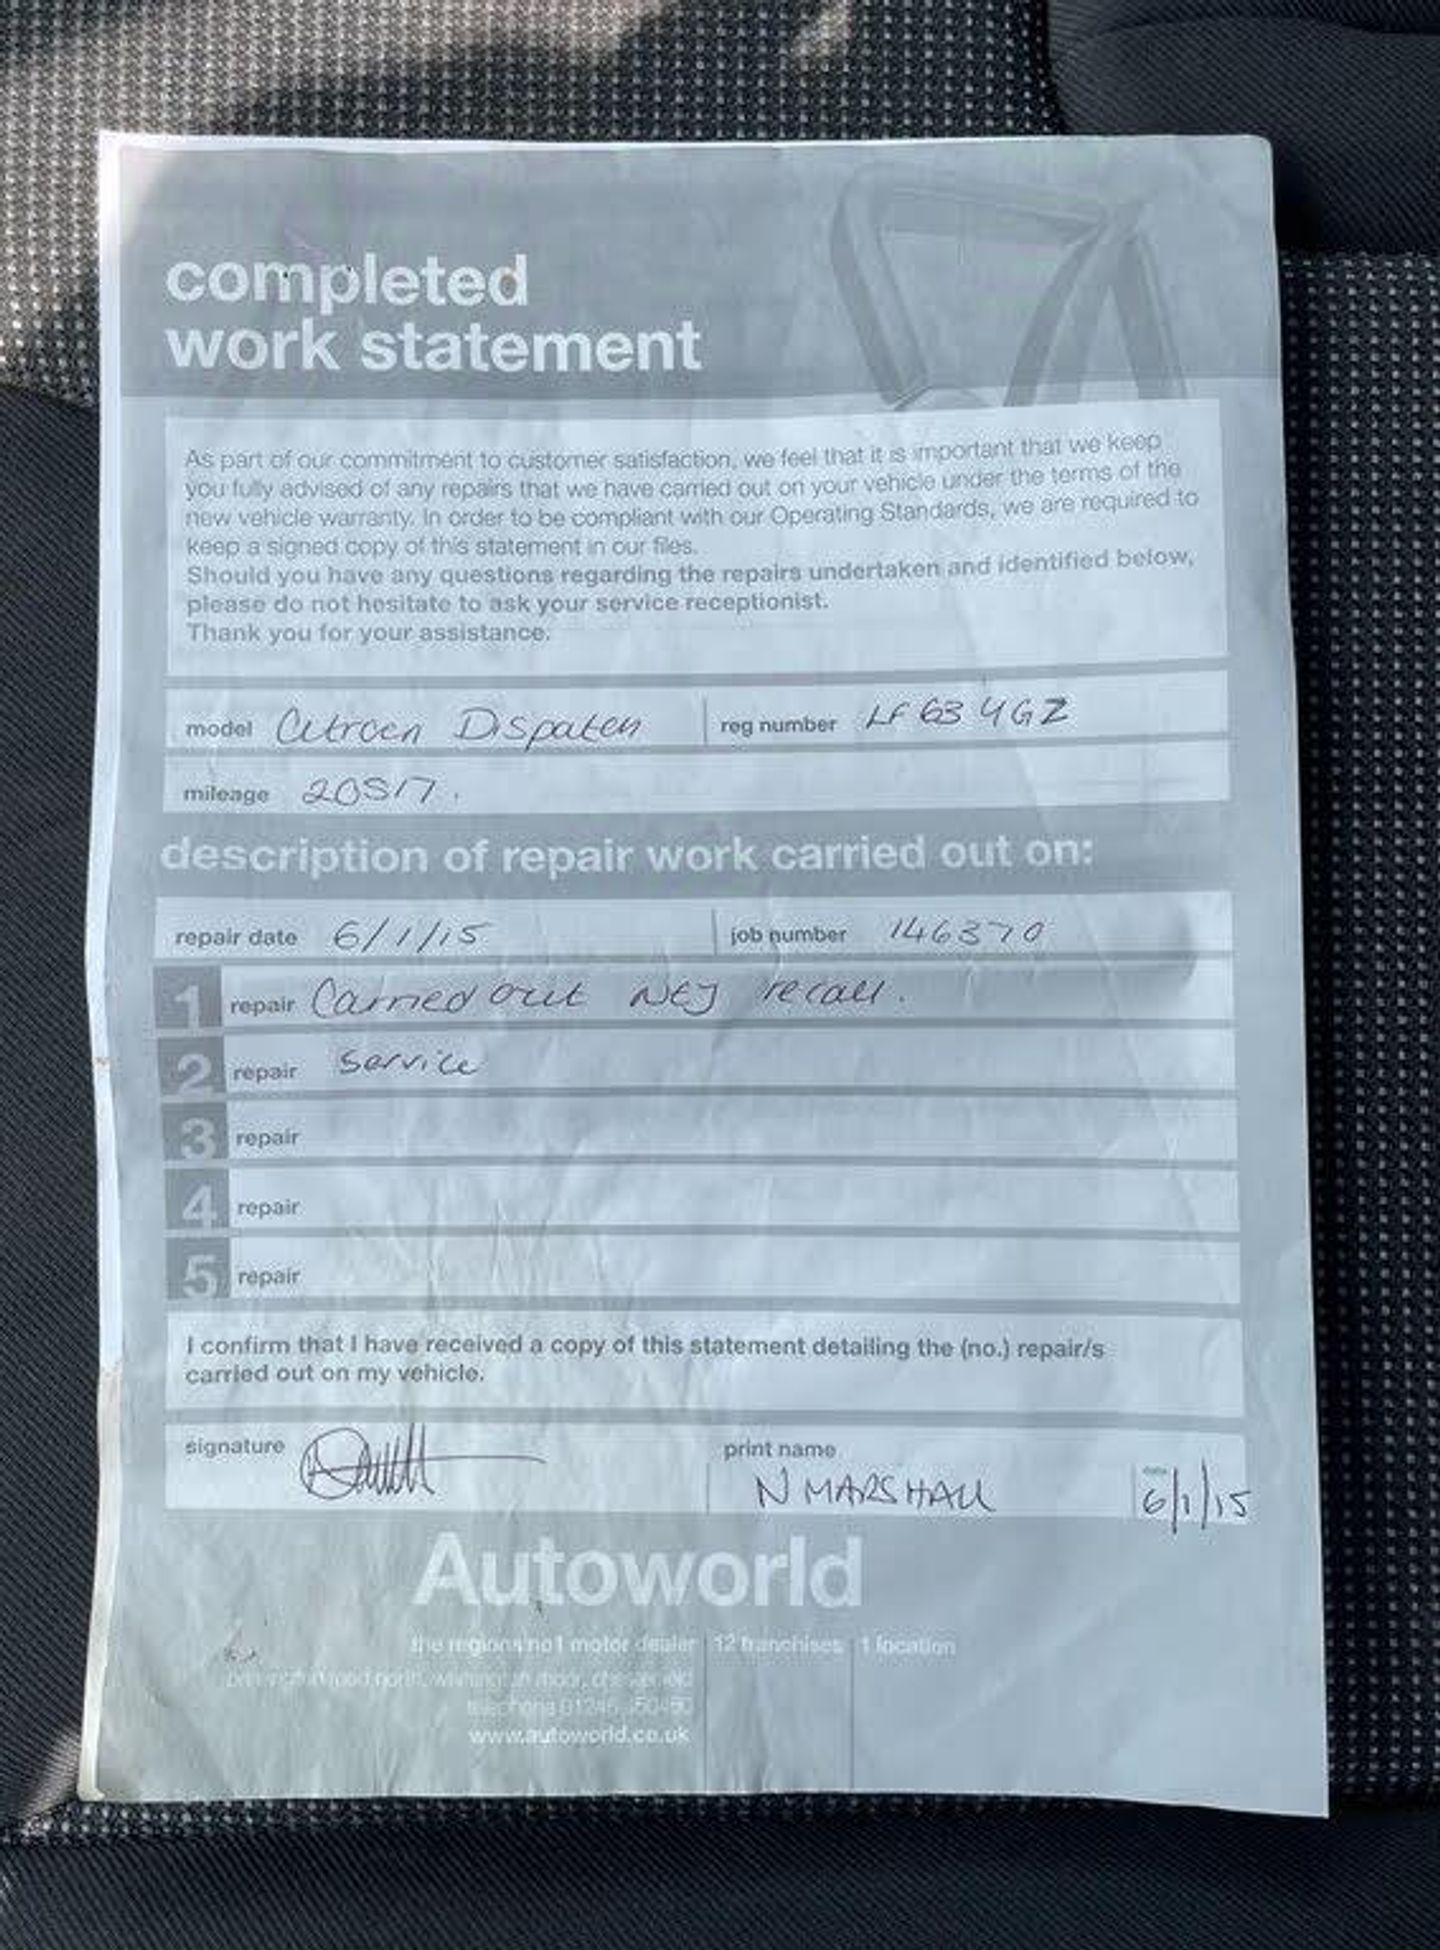 completed
work statement
As part of our commitment to customer satisfaction, we feel that it is important that we keep
you fully advised of any repairs that we have carried out on your vehicle under the terms of the
new vehicle warranty. In order to be compliant with our Operating Standards, we are required to
keep a signed copy of this statement in our files.
Should you have any questions regarding the repairs undertaken and identified below,
please do not hesitate to ask your service receptionist.
Thank you for your assistance.
model Citroen Dispatch reg number LF63 4GZ
mileage 20517.
description of repair work carried out on:
repair date 6/1/15 job number 146370
1 repair Carried out NEJ recall.
2 repair Service
3 repair
4 repair
5 repair
I confirm that I have received a copy of this statement detailing the (no.) repair/s
carried out on my vehicle.
signature print name date
N MARSHALL 6/1/15
Autoworld
the regions no1 motor dealer 12 franchises 1 location
road north, moor, chesterfield
telephone 01246
www.autoworld.co.uk